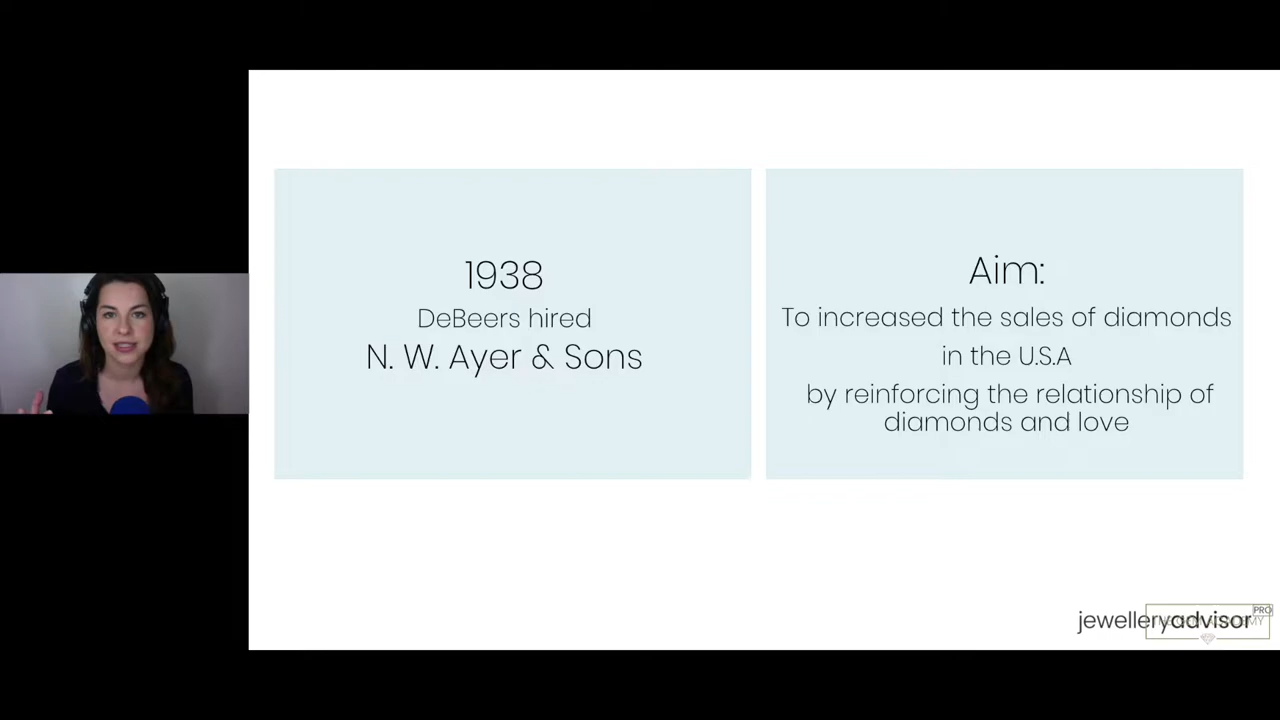 1938
DeBeers hired
N. W. Ayer & Sons
Aim:
To increased the sales of diamonds
in the U.S.A
by reinforcing the relationship of
diamonds and love
jewelleryadvisor
PRO